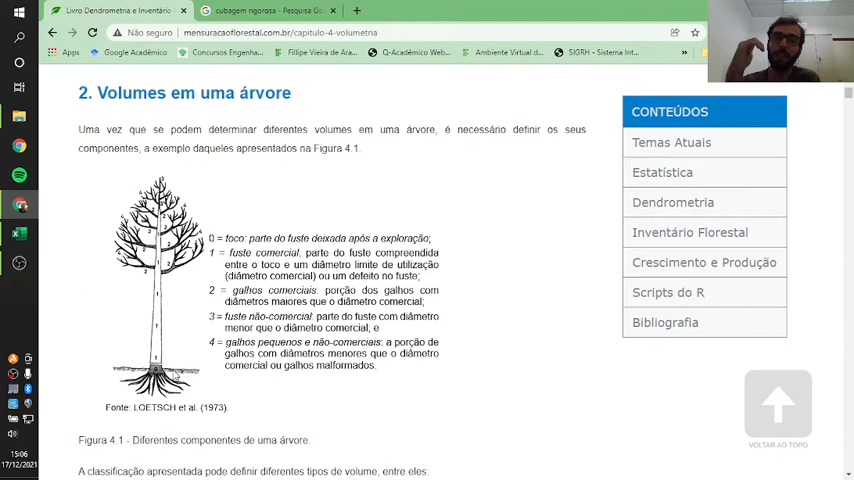 Livro Dendrometria e Inventário
cubagem rigorosa - Pesquisa Go
Não seguro
mensuracaoflorestal.com.br/capitulo-4-volumetria
Apps
Google Acadêmico
Concursos Engenha...
Fillipe Vieira de Ara...
Q-Acadêmico Web...
Ambiente Virtual d...
SIGRH - Sistema Int...
2. Volumes em uma árvore
Uma vez que se podem determinar diferentes volumes em uma árvore, é necessário definir os seus
componentes, a exemplo daqueles apresentados na Figura 4.1.
0 = toco: parte do fuste deixada após a exploração;
1 = fuste comercial: parte do fuste compreendida
entre o toco e um diâmetro limite de utilização
(diâmetro comercial) ou um defeito no fuste;
2 = galhos comerciais: porção dos galhos com
diâmetros maiores que o diâmetro comercial;
3 = fuste não-comercial: parte do fuste com diâmetro
menor que o diâmetro comercial; e
4 = galhos pequenos e não-comerciais: a porção de
galhos com diâmetros menores que o diâmetro
comercial ou galhos malformados.
Fonte: LOETSCH et al. (1973).
Figura 4.1 - Diferentes componentes de uma árvore.
A classificação apresentada pode definir diferentes tipos de volume, entre eles:
CONTEÚDOS
Temas Atuais
Estatística
Dendrometria
Inventário Florestal
Crescimento e Produção
Scripts do R
Bibliografia
VOLTAR AO TOPO
15:06
17/12/2021